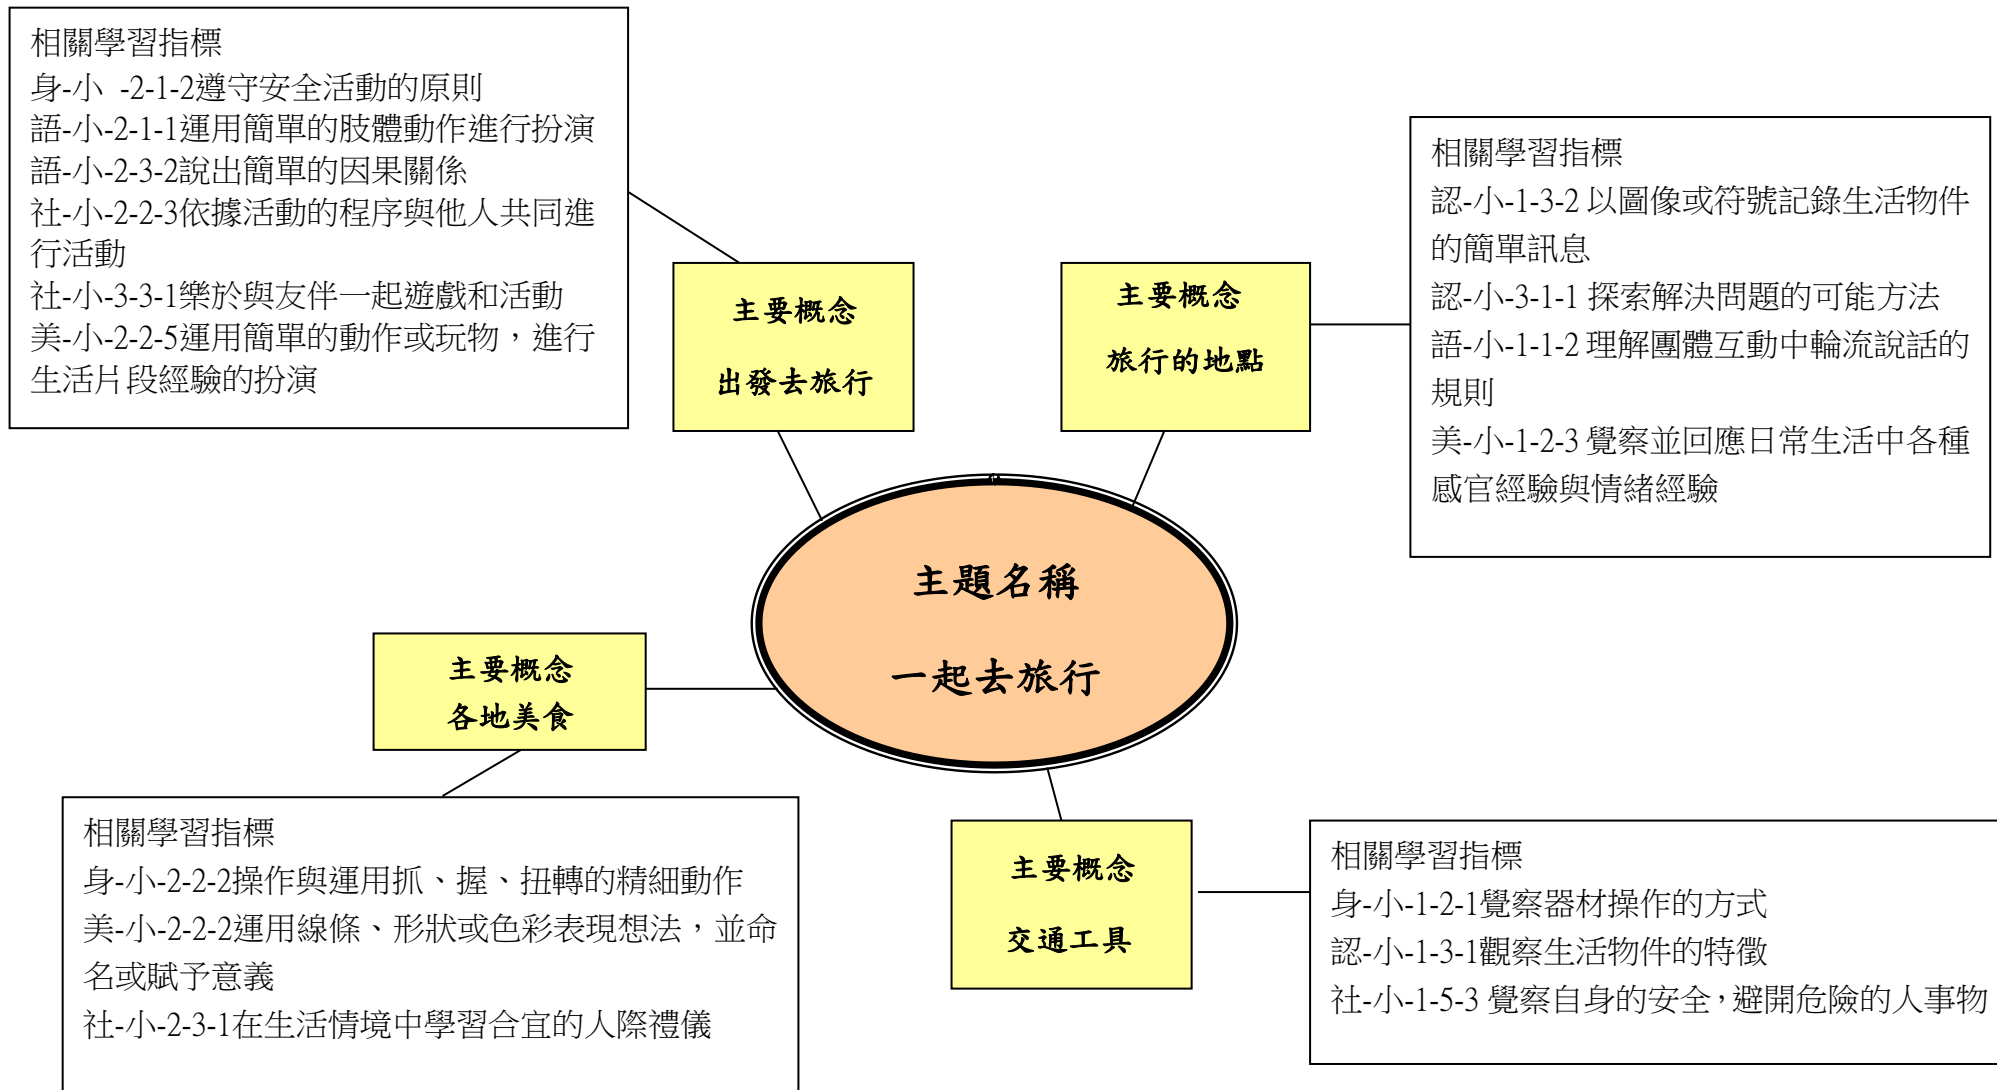 相關學習指標
身-小 -2-1-2遵守安全活動的原則
語-小-2-1-1運用簡單的肢體動作進行扮演
語-小-2-3-2說出簡單的因果關係
社-小-2-2-3依據活動的程序與他人共同進
行活動
社-小-3-3-1樂於與友伴一起遊戲和活動
美-小-2-2-5運用簡單的動作或玩物，進行
生活片段經驗的扮演
主要概念
出發去旅行
主要概念
旅行的地點
相關學習指標
認-小-1-3-2 以圖像或符號記錄生活物件
的簡單訊息
認-小-3-1-1 探索解決問題的可能方法
語-小-1-1-2 理解團體互動中輪流說話的
規則
美-小-1-2-3 覺察並回應日常生活中各種
感官經驗與情緒經驗
主題名稱
一起去旅行
主要概念
各地美食
相關學習指標
身-小-2-2-2操作與運用抓、握、扭轉的精細動作
美-小-2-2-2運用線條、形狀或色彩表現想法，並命
名或賦予意義
社-小-2-3-1在生活情境中學習合宜的人際禮儀
主要概念
交通工具
相關學習指標
身-小-1-2-1覺察器材操作的方式
認-小-1-3-1觀察生活物件的特徵
社-小-1-5-3 覺察自身的安全，避開危險的人事物